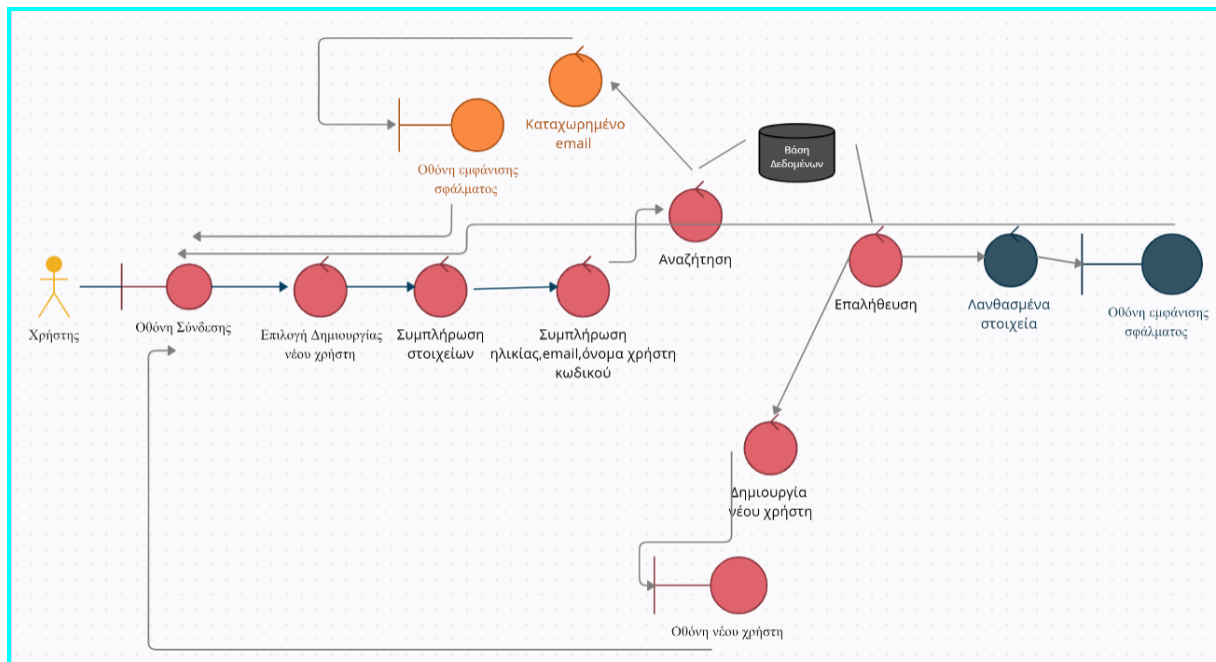 Καταχωρημένο
email
Βάση
Δεδομένων
Οθόνη εμφάνισης
σφάλματος
Αναζήτηση
Χρήστης
Οθόνη Σύνδεσης
Επιλογή Δημιουργίας
νέου χρήστη
Συμπλήρωση
στοιχείων
Συμπλήρωση
ηλικίας,email,όνομα χρήστη
κωδικού
Επαλήθευση
Λανθασμένα
στοιχεία
Οθόνη εμφάνισης
σφάλματος
Δημιουργία
νέου χρήστη
Οθόνη νέου χρήστη